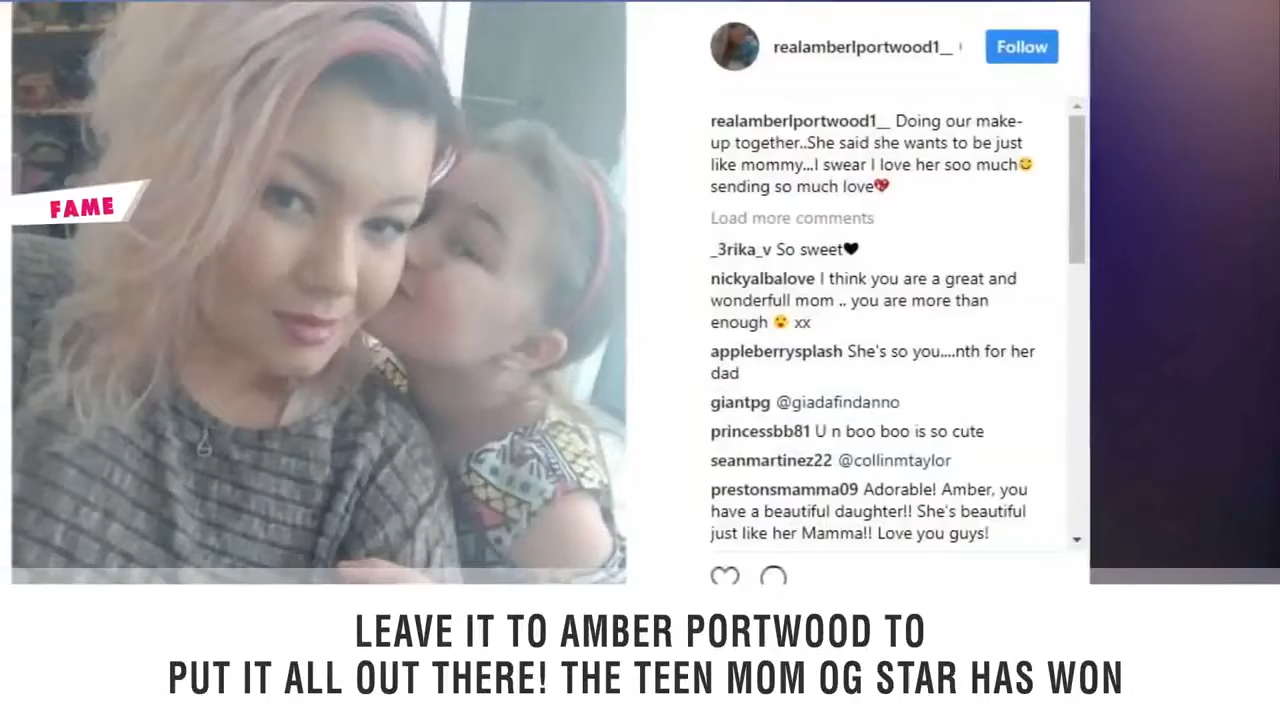 FAME
realamberlportwood1__
Follow
realamberlportwood1__ Doing our make-
up together..She said she wants to be just
like mommy...I swear I love her soo much😊
sending so much love💖
Load more comments
_3rika_v So sweet🖤
nickyalbalove I think you are a great and
wonderfull mom .. you are more than
enough 😮 xx
appleberrysplash She's so you....nth for her
dad
giantpg @giadafindanno
princessbb81 U n boo boo is so cute
seanmartinez22 @collinmtaylor
prestonsmamma09 Adorable! Amber, you
have a beautiful daughter!! She's beautiful
just like her Mamma!! Love you guys!
LEAVE IT TO AMBER PORTWOOD TO
PUT IT ALL OUT THERE! THE TEEN MOM OG STAR HAS WON